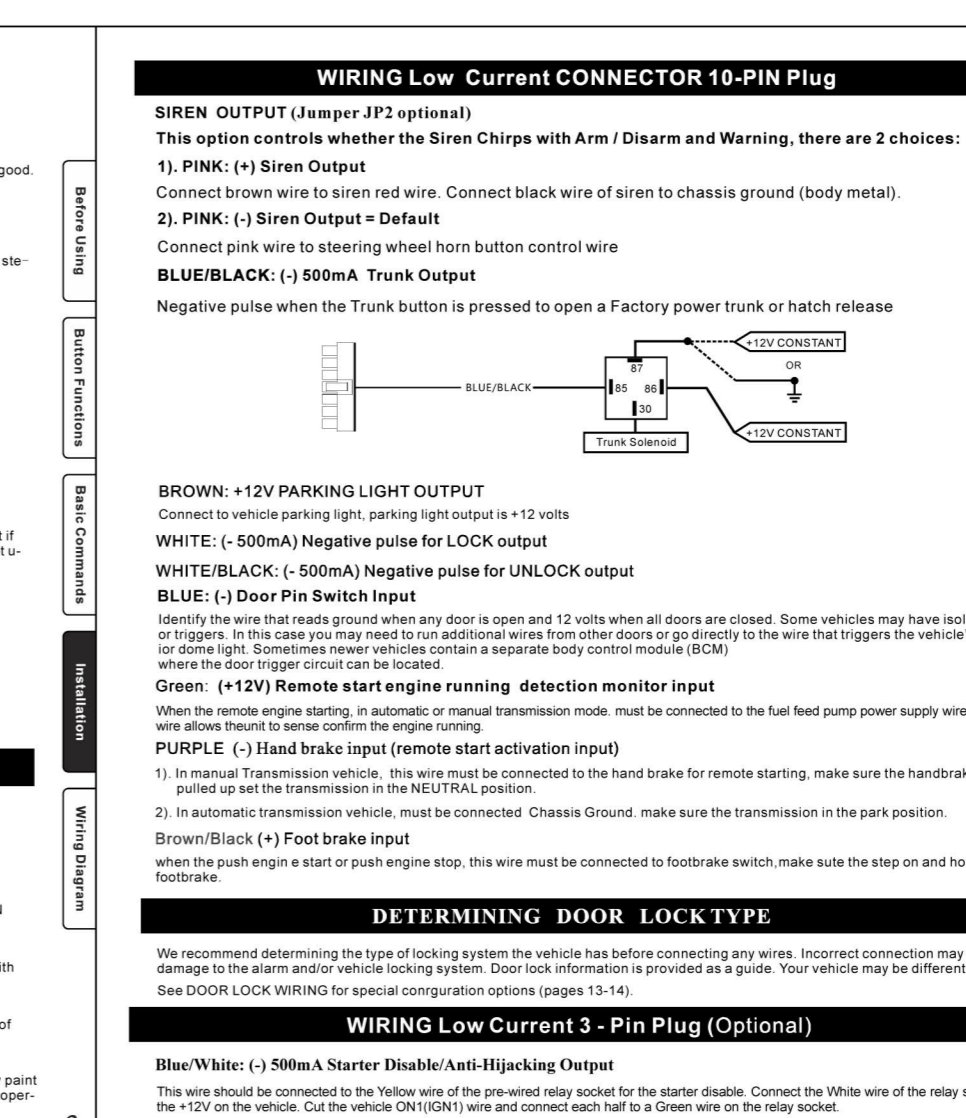 good.
ste-
t if
t u-
ith
of
paint
oper-
Before Using
Button Functions
Basic Commands
Installation
Wiring Diagram
WIRING Low Current CONNECTOR 10-PIN Plug
SIREN OUTPUT (Jumper JP2 optional)
This option controls whether the Siren Chirps with Arm / Disarm and Warning, there are 2 choices:
1). PINK: (+) Siren Output
Connect brown wire to siren red wire. Connect black wire of siren to chassis ground (body metal).
2). PINK: (-) Siren Output = Default
Connect pink wire to steering wheel horn button control wire
BLUE/BLACK: (-) 500mA Trunk Output
Negative pulse when the Trunk button is pressed to open a Factory power trunk or hatch release
+12V CONSTANT
87
OR
BLUE/BLACK
85 86
30
Trunk Solenoid
+12V CONSTANT
BROWN: +12V PARKING LIGHT OUTPUT
Connect to vehicle parking light, parking light output is +12 volts
WHITE: (- 500mA) Negative pulse for LOCK output
WHITE/BLACK: (- 500mA) Negative pulse for UNLOCK output
BLUE: (-) Door Pin Switch Input
Identify the wire that reads ground when any door is open and 12 volts when all doors are closed. Some vehicles may have isol
or triggers. In this case you may need to run additional wires from other doors or go directly to the wire that triggers the vehicle'
ior dome light. Sometimes newer vehicles contain a separate body control module (BCM)
where the door trigger circuit can be located.
Green: (+12V) Remote start engine running detection monitor input
When the remote engine starting, in automatic or manual transmission mode. must be connected to the fuel feed pump power supply wire
wire allows theunit to sense confirm the engine running.
PURPLE (-) Hand brake input (remote start activation input)
1). In manual Transmission vehicle, this wire must be connected to the hand brake for remote starting, make sure the handbrak
pulled up set the transmission in the NEUTRAL position.
2). In automatic transmission vehicle, must be connected Chassis Ground. make sure the transmission in the park position.
Brown/Black (+) Foot brake input
when the push engin e start or push engine stop, this wire must be connected to footbrake switch,make sute the step on and ho
footbrake.
DETERMINING DOOR LOCK TYPE
We recommend determining the type of locking system the vehicle has before connecting any wires. Incorrect connection may
damage to the alarm and/or vehicle locking system. Door lock information is provided as a guide. Your vehicle may be different
See DOOR LOCK WIRING for special conrguration options (pages 13-14).
WIRING Low Current 3 - Pin Plug (Optional)
Blue/White: (-) 500mA Starter Disable/Anti-Hijacking Output
This wire should be connected to the Yellow wire of the pre-wired relay socket for the starter disable. Connect the White wire of the relay s
the +12V on the vehicle. Cut the vehicle ON1(IGN1) wire and connect each half to a Green wire on the relay socket.